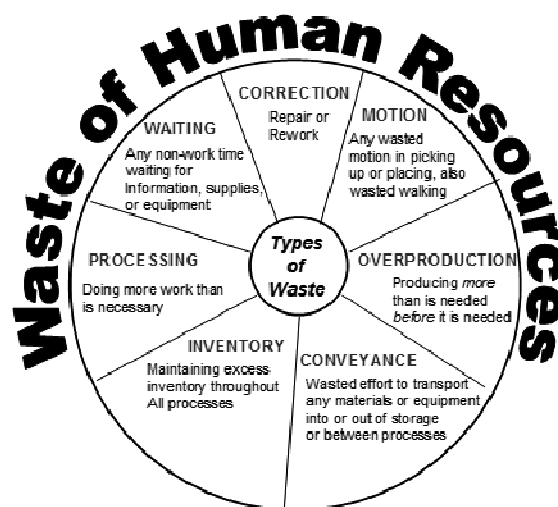 Waste of Human Resources
CORRECTION
Repair or
Rework
MOTION
Any wasted
motion in picking
up or placing, also
wasted walking
OVERPRODUCTION
Producing more
than is needed
before it is needed
CONVEYANCE
Wasted effort to transport
any materials or equipment
into or out of storage
or between processes
INVENTORY
Maintaining excess
inventory throughout
All processes
PROCESSING
Doing more work than
is necessary
WAITING
Any non-work time
waiting for
Information, supplies,
or equipment
Types
of
Waste